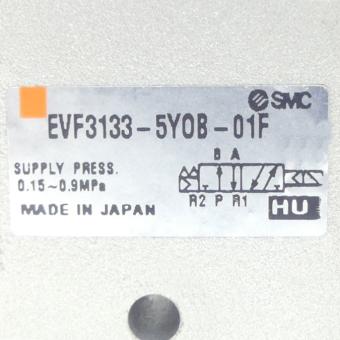 SMC
EVF3133-5YOB-01F
SUPPLY PRESS.
0.15~0.9MPa
B A
R2 P R1
MADE IN JAPAN
HU